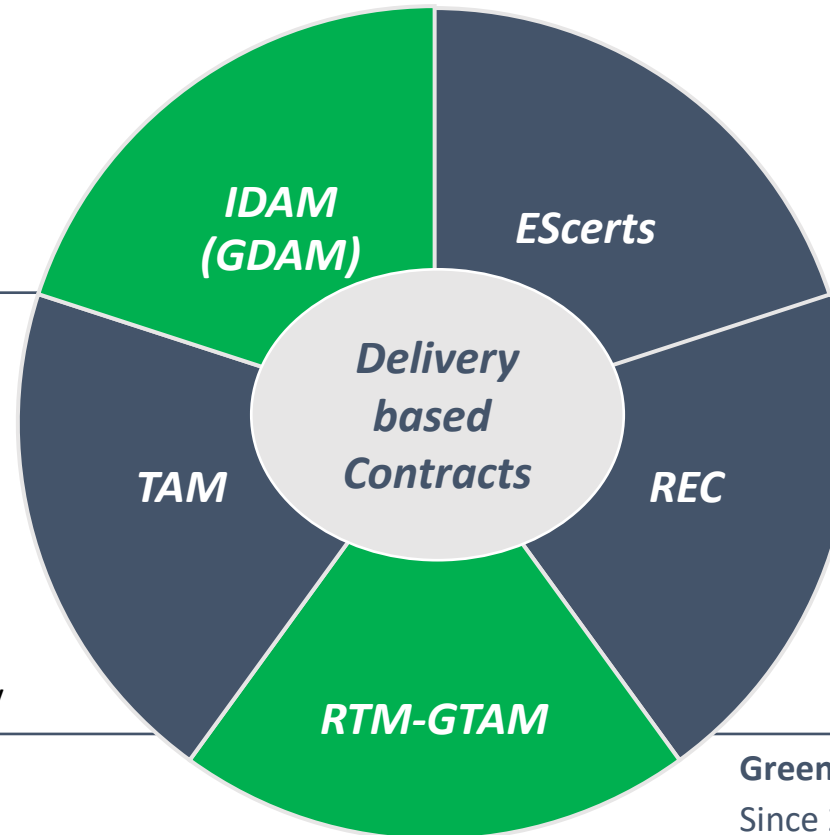 IDAM
(GDAM)
EScerts
Delivery
based
Contracts
TAM
REC
RTM-GTAM
Green
Since